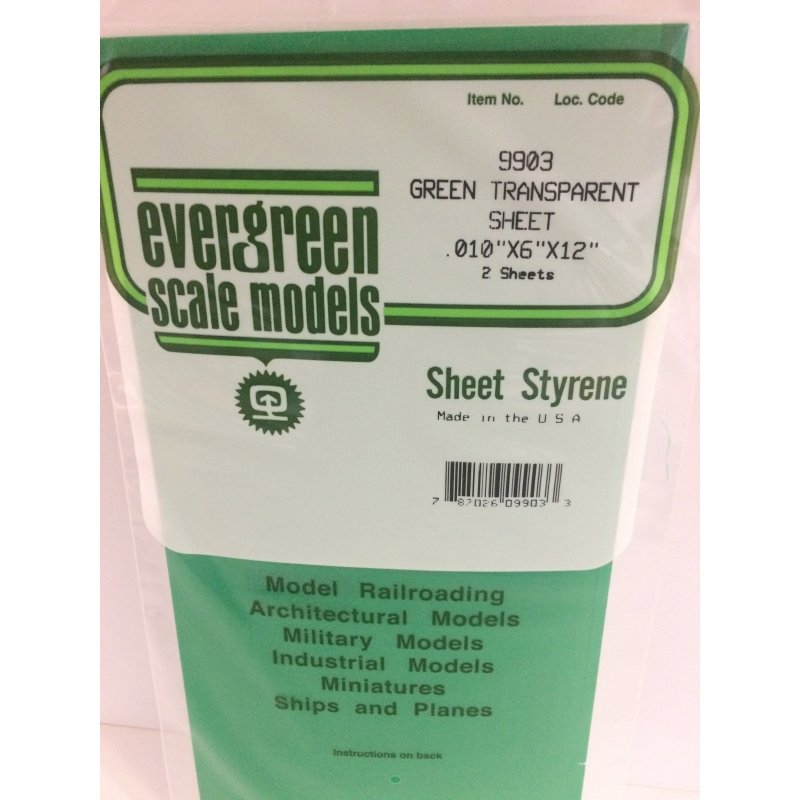 Item No. Loc. Code
9903
GREEN TRANSPARENT
SHEET
.010"X6"X12"
2 Sheets
evergreen
scale models
Sheet Styrene
Made in the U S A
7 87026 09903 3
Model Railroading
Architectural Models
Military Models
Industrial Models
Miniatures
Ships and Planes
Instructions on back